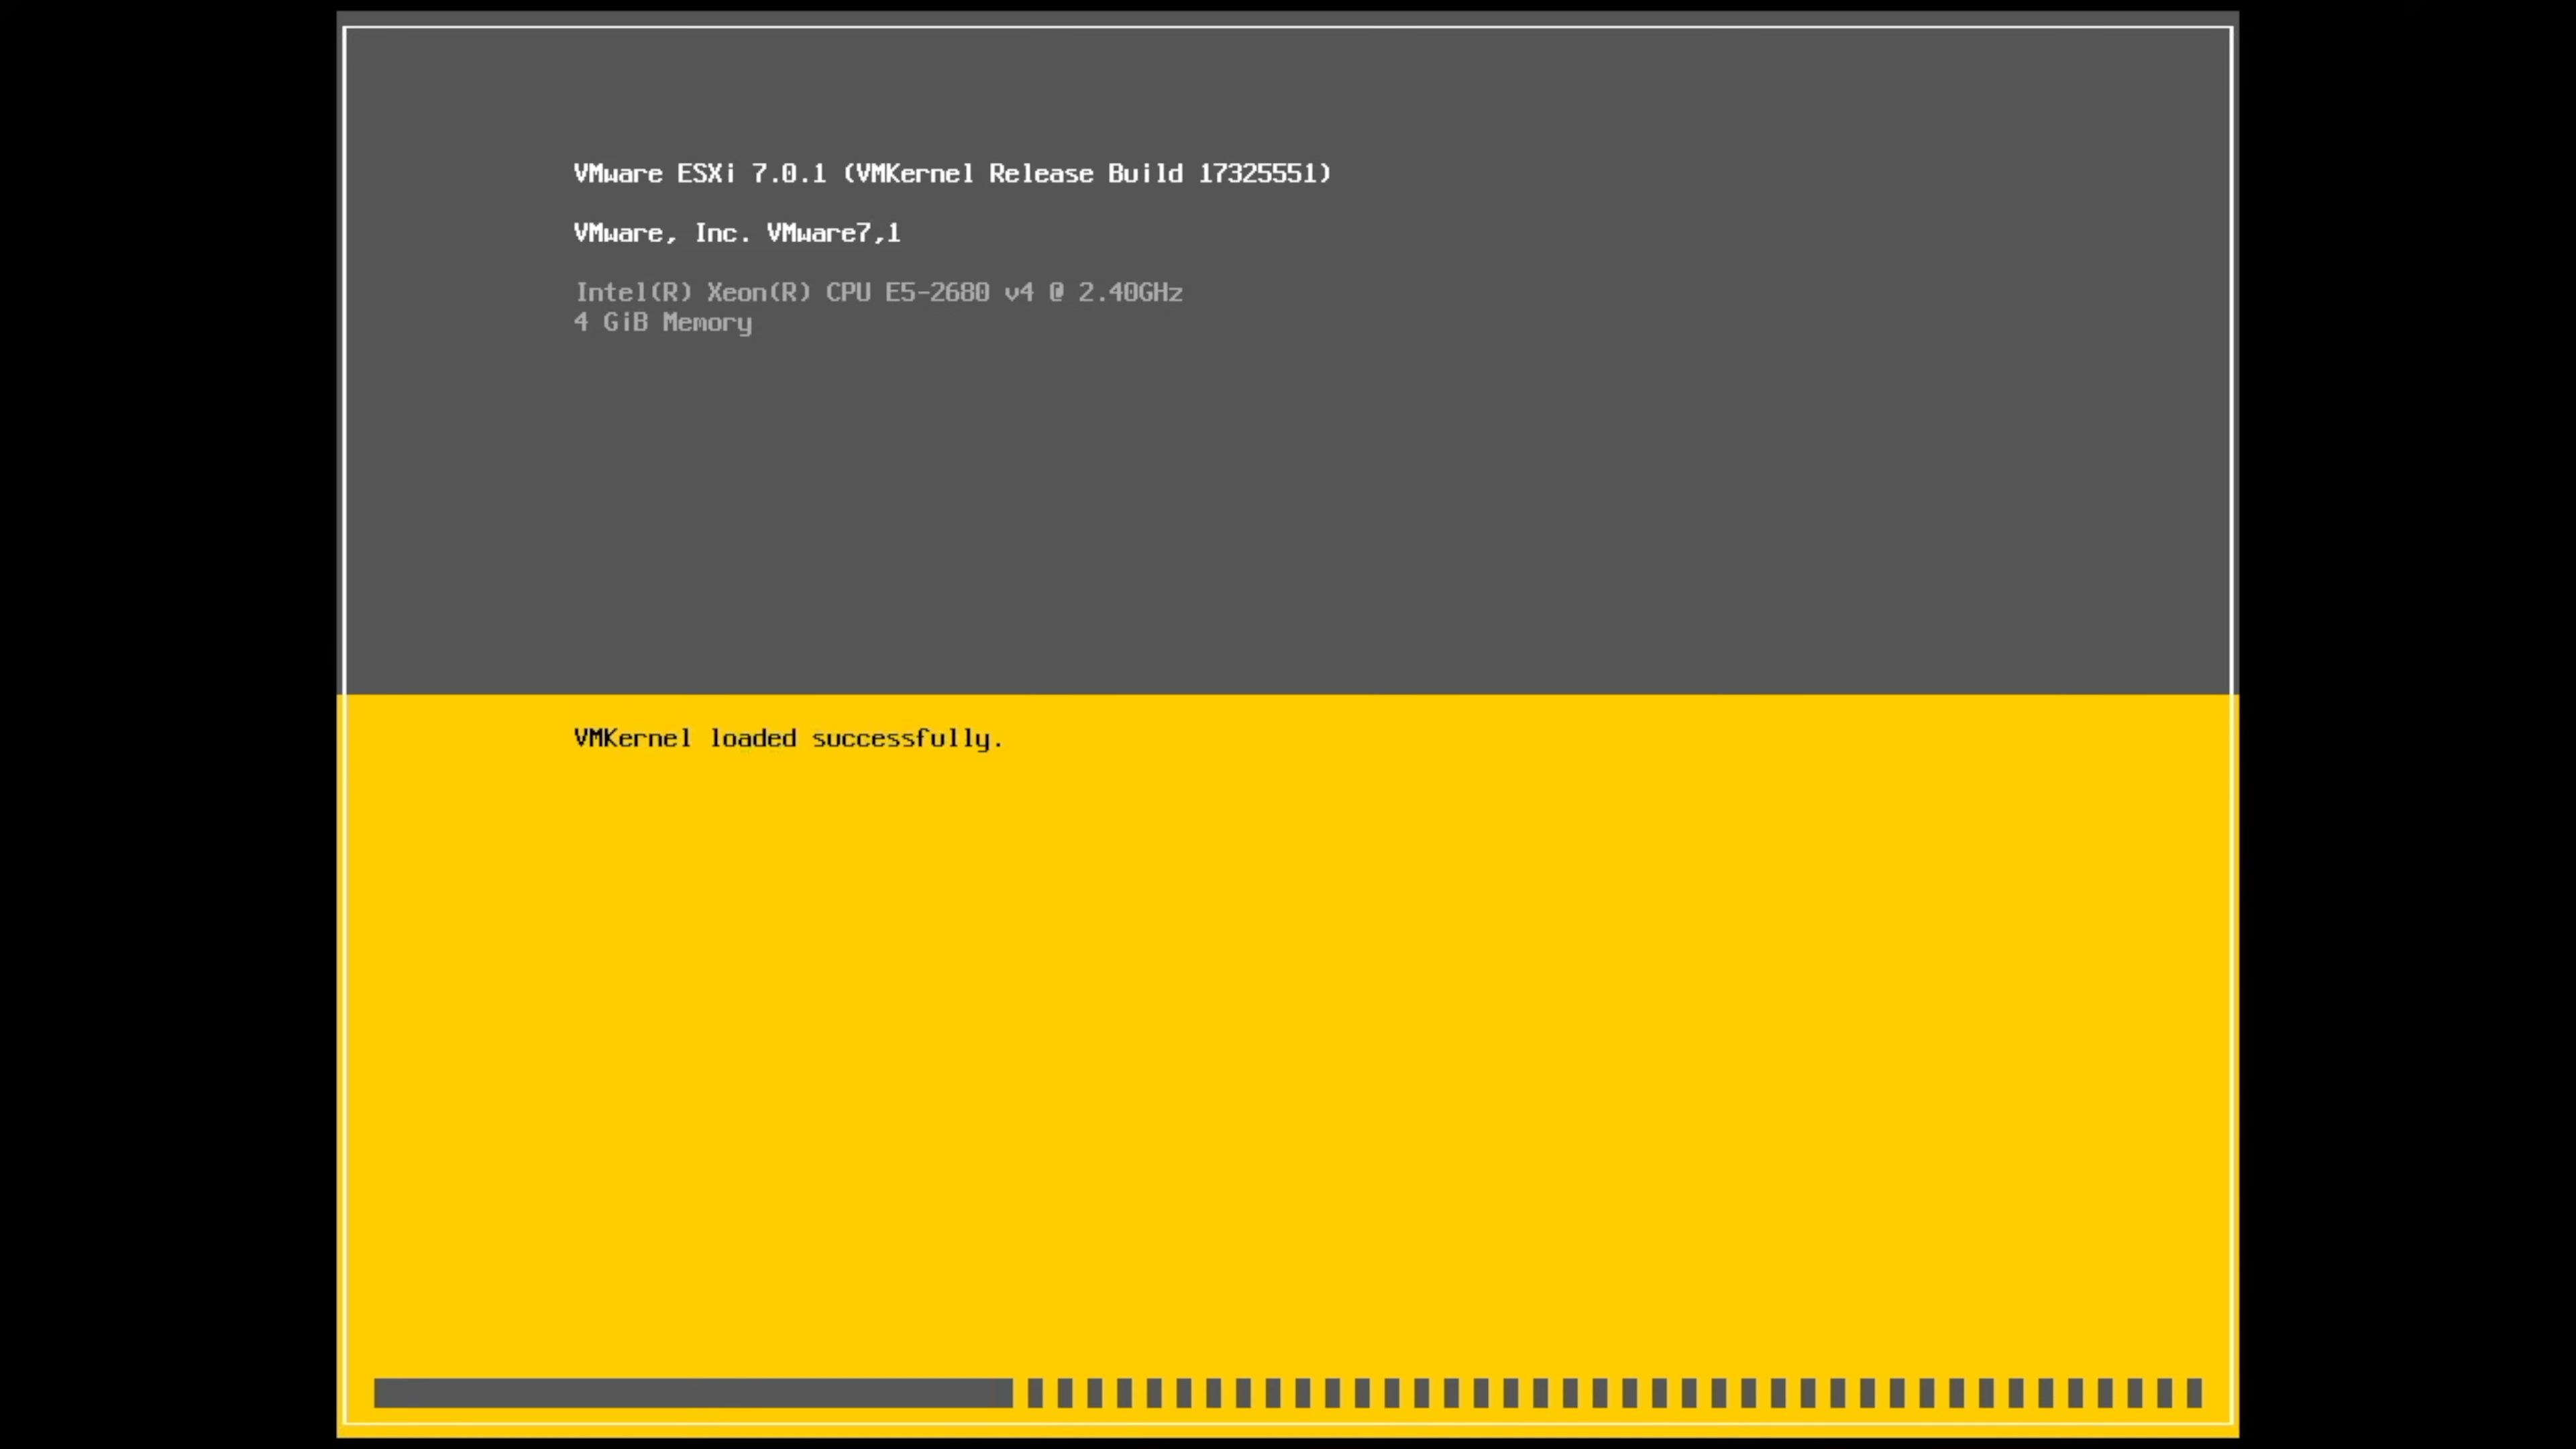 VMware ESXi 7.0.1 (VMKernel Release Build 17325551)
VMware, Inc. VMware7,1
Intel(R) Xeon(R) CPU E5-2680 v4 @ 2.40GHz
4 GiB Memory
VMKernel loaded successfully.